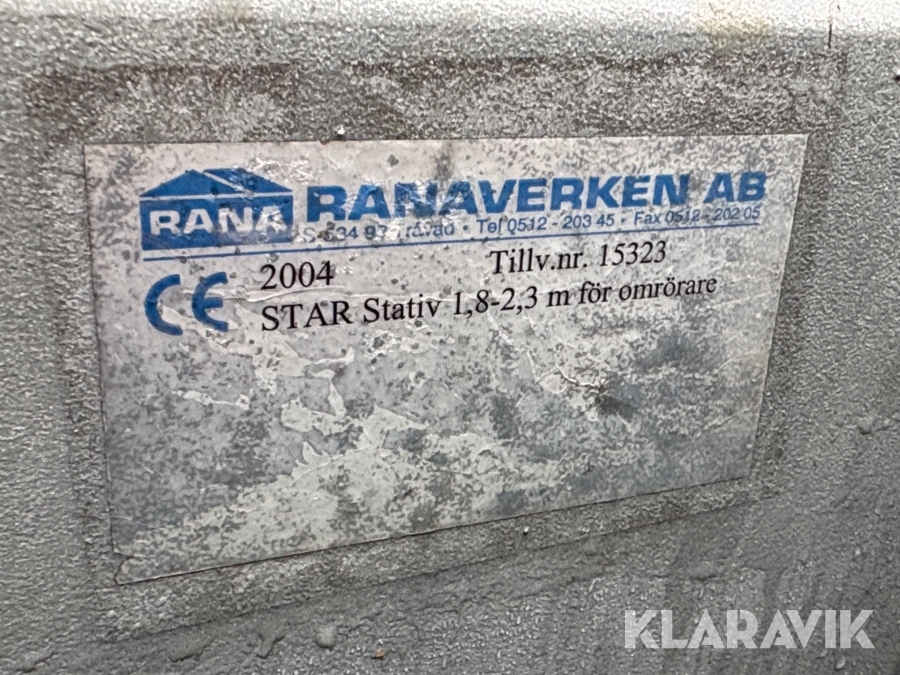 RANA RANAVERKEN AB
Tel 0512 - 203 45 • Fax 0512 - 202 05
CE 2004 Tillv.nr. 15323
STAR Stativ 1,8-2,3 m för omrörare
KLARAVIK